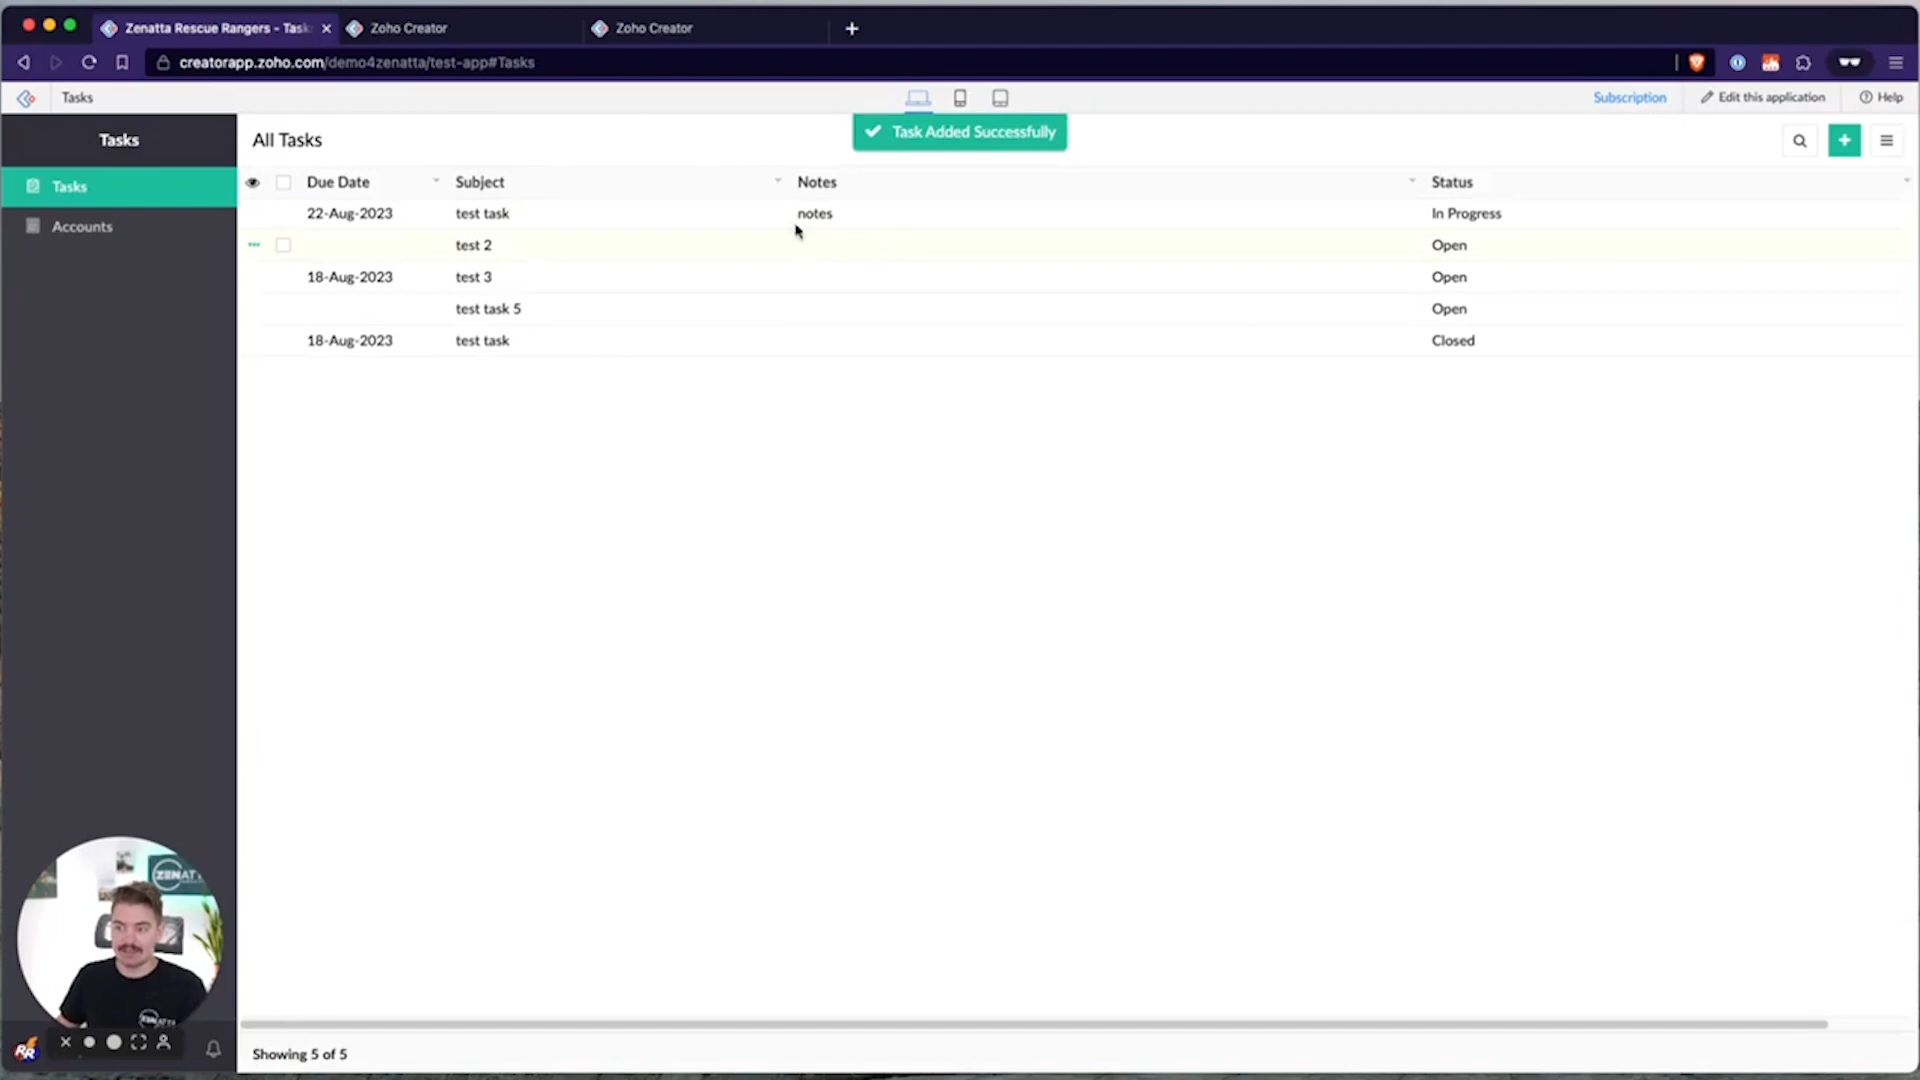 Zenatta Rescue Rangers - Task
Zoho Creator
Zoho Creator
creatorapp.zoho.com/demo4zenatta/test-app#Tasks
Tasks
Subscription
Edit this application
Help
Tasks
All Tasks
Task Added Successfully
Tasks
Accounts
Due Date Subject Notes Status
22-Aug-2023 test task notes In Progress
test 2 Open
18-Aug-2023 test 3 Open
test task 5 Open
18-Aug-2023 test task Closed
ZENATT
ZENATTA
RR
Showing 5 of 5